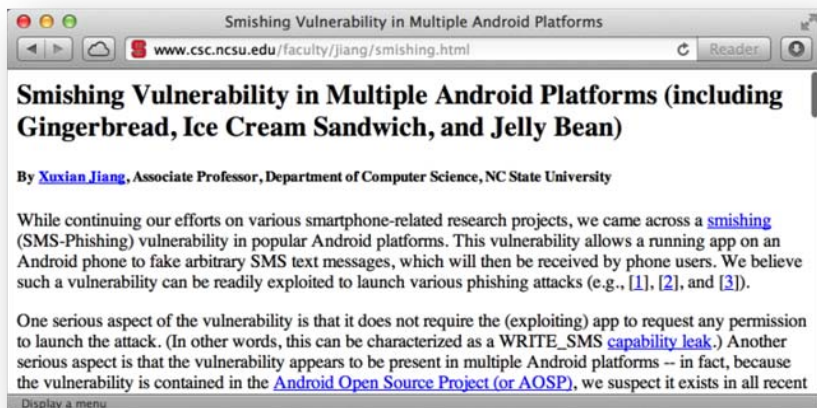 Smishing Vulnerability in Multiple Android Platforms
www.csc.ncsu.edu/faculty/jiang/smishing.html
Reader
Smishing Vulnerability in Multiple Android Platforms (including
Gingerbread, Ice Cream Sandwich, and Jelly Bean)
By Xuxian Jiang, Associate Professor, Department of Computer Science, NC State University
While continuing our efforts on various smartphone-related research projects, we came across a smishing
(SMS-Phishing) vulnerability in popular Android platforms. This vulnerability allows a running app on an
Android phone to fake arbitrary SMS text messages, which will then be received by phone users. We believe
such a vulnerability can be readily exploited to launch various phishing attacks (e.g., [1], [2], and [3]).
One serious aspect of the vulnerability is that it does not require the (exploiting) app to request any permission
to launch the attack. (In other words, this can be characterized as a WRITE_SMS capability leak.) Another
serious aspect is that the vulnerability appears to be present in multiple Android platforms -- in fact, because
the vulnerability is contained in the Android Open Source Project (or AOSP), we suspect it exists in all recent
Display a menu